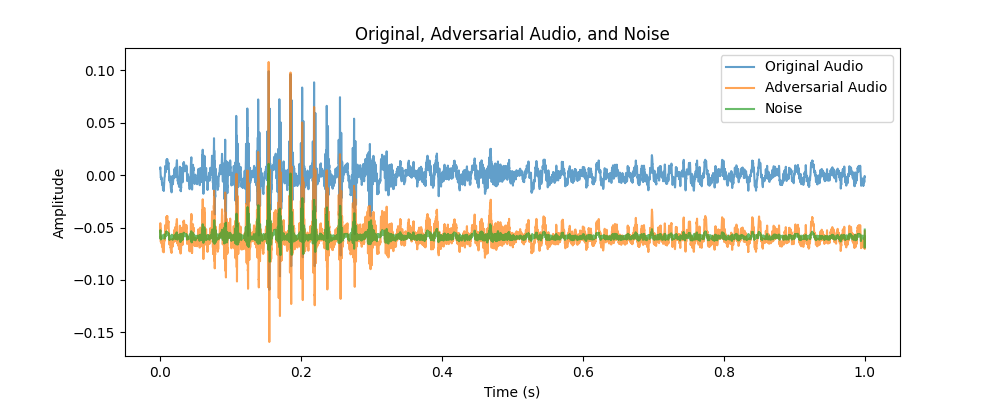 Original, Adversarial Audio, and Noise
Original Audio
Adversarial Audio
Noise
Amplitude
0.10
0.05
0.00
−0.05
−0.10
−0.15
0.0 0.2 0.4 0.6 0.8 1.0
Time (s)